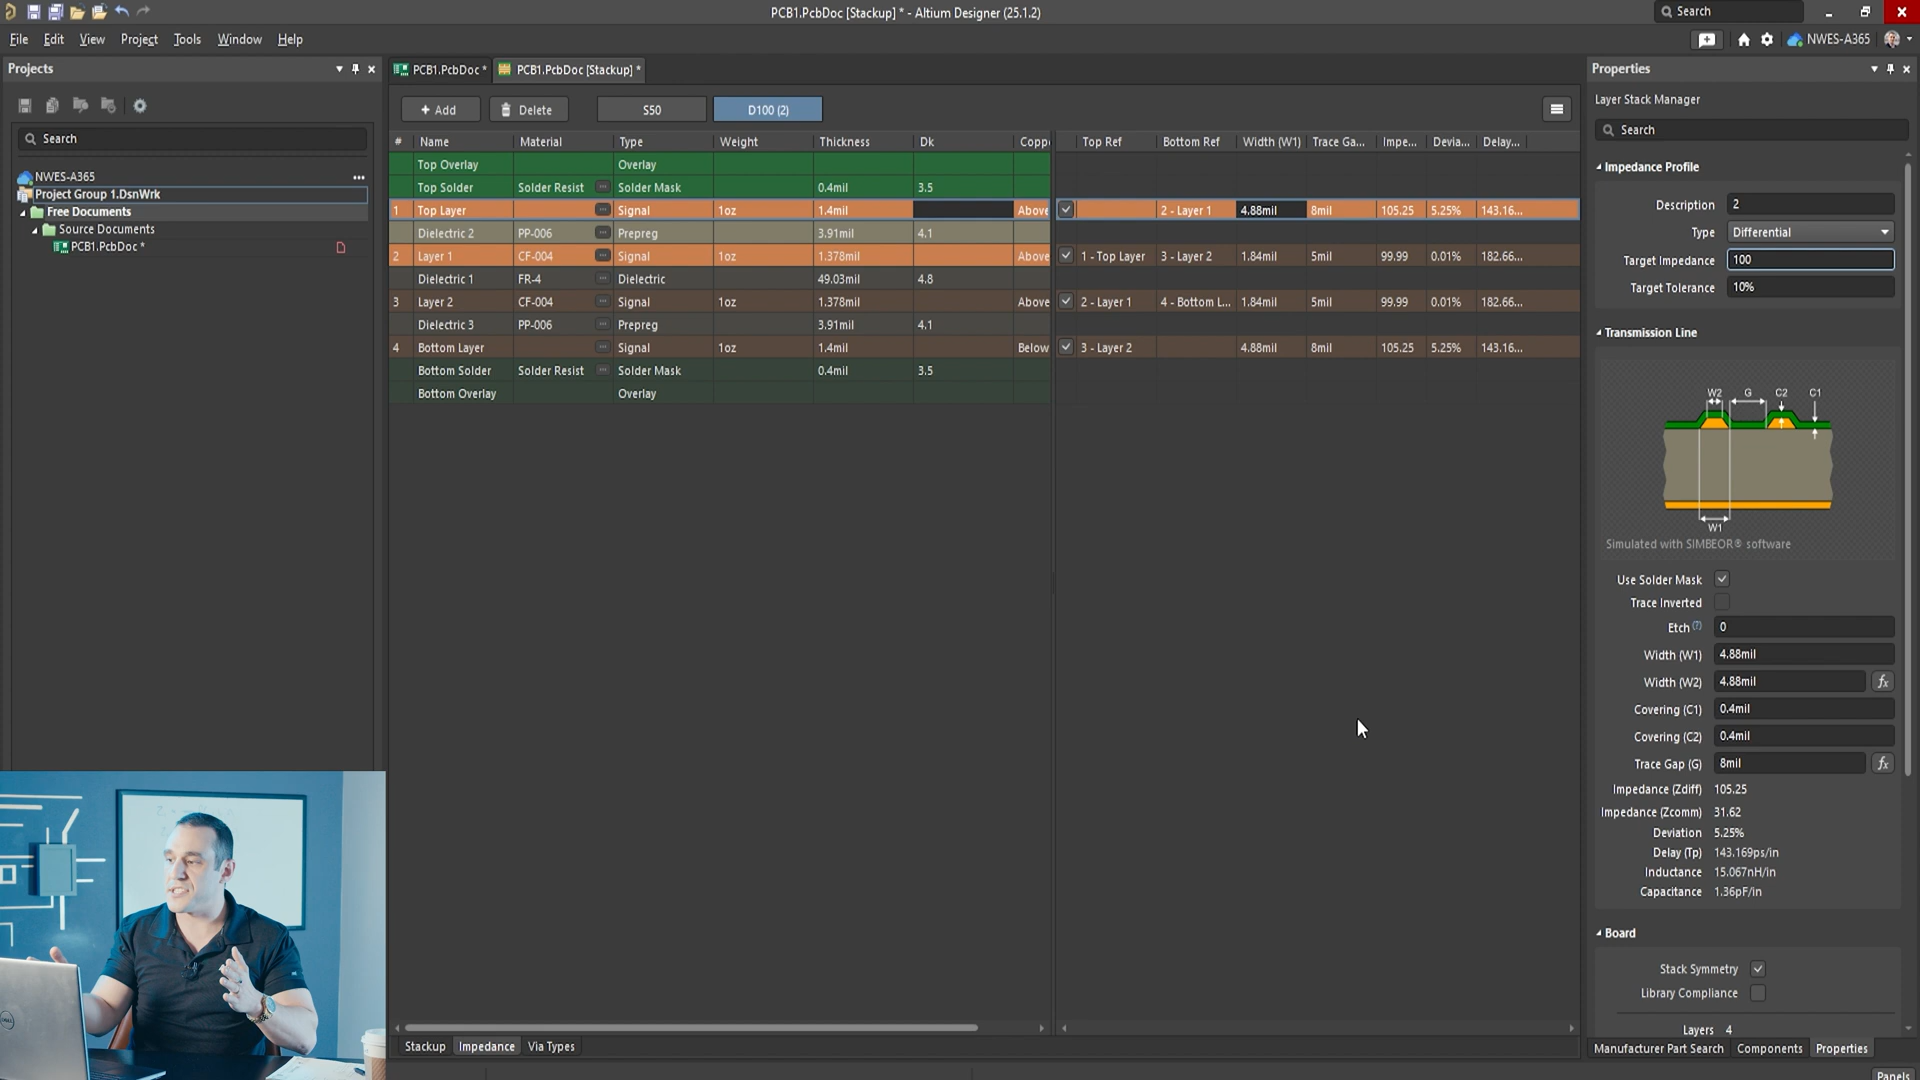 PCB1.PcbDoc [Stackup] * - Altium Designer (25.1.2)
Search
File Edit View Project Tools Window Help
NWES-A365
Projects
Search
NWES-A365
Project Group 1.DsnWrk
Free Documents
Source Documents
PCB1.PcbDoc *
PCB1.PcbDoc * PCB1.PcbDoc [Stackup] *
+ Add Delete S50 D100 (2)
# Name Material Type Weight Thickness Dk Coppe Top Ref Bottom Ref Width (W1) Trace Ga... Impe... Devia... Delay...
Top Overlay Overlay
Top Solder Solder Resist Solder Mask 0.4mil 3.5
1 Top Layer Signal 1oz 1.4mil Above 2 - Layer 1 4.88mil 8mil 105.25 5.25% 143.16...
Dielectric 2 PP-006 Prepreg 3.91mil 4.1
2 Layer 1 CF-004 Signal 1oz 1.378mil Above 1 - Top Layer 3 - Layer 2 1.84mil 5mil 99.99 0.01% 182.66...
Dielectric 1 FR-4 Dielectric 49.03mil 4.8
3 Layer 2 CF-004 Signal 1oz 1.378mil Above 2 - Layer 1 4 - Bottom L... 1.84mil 5mil 99.99 0.01% 182.66...
Dielectric 3 PP-006 Prepreg 3.91mil 4.1
4 Bottom Layer Signal 1oz 1.4mil Below 3 - Layer 2 4.88mil 8mil 105.25 5.25% 143.16...
Bottom Solder Solder Resist Solder Mask 0.4mil 3.5
Bottom Overlay Overlay
Stackup Impedance Via Types
Properties
Layer Stack Manager
Search
Impedance Profile
Description 2
Type Differential
Target Impedance 100
Target Tolerance 10%
Transmission Line
W2 G C2 C1
W1
Simulated with SIMBEOR® software
Use Solder Mask
Trace Inverted
Etch (?) 0
Width (W1) 4.88mil
Width (W2) 4.88mil fx
Covering (C1) 0.4mil
Covering (C2) 0.4mil
Trace Gap (G) 8mil fx
Impedance (Zdiff) 105.25
Impedance (Zcomm) 31.62
Deviation 5.25%
Delay (Tp) 143.169ps/in
Inductance 15.067nH/in
Capacitance 1.36pF/in
Board
Stack Symmetry
Library Compliance
Layers 4
Manufacturer Part Search Components Properties
Panels
DELL